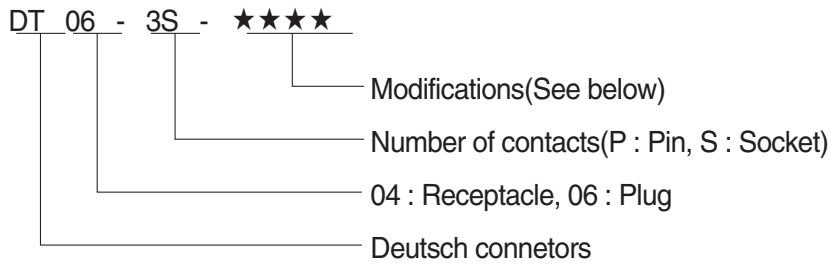 DT 06 - 3S - ★★★★
Modifications(See below)
Number of contacts(P : Pin, S : Socket)
04 : Receptacle, 06 : Plug
Deutsch connetors